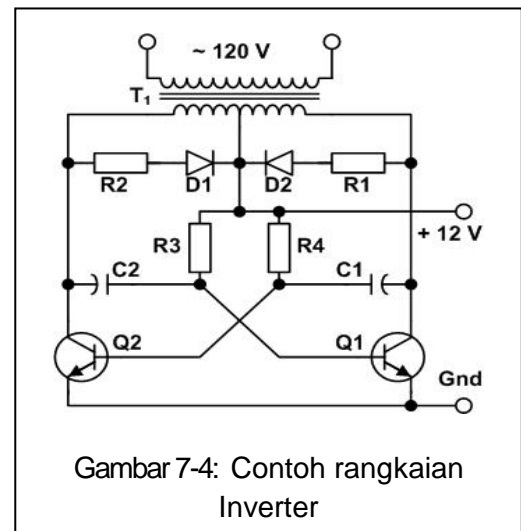 ~ 120 V
T1
R2 D1 D2 R1
+ 12 V
R3 R4
C2 C1
Q2 Q1
Gnd
Gambar 7-4: Contoh rangkaian
Inverter